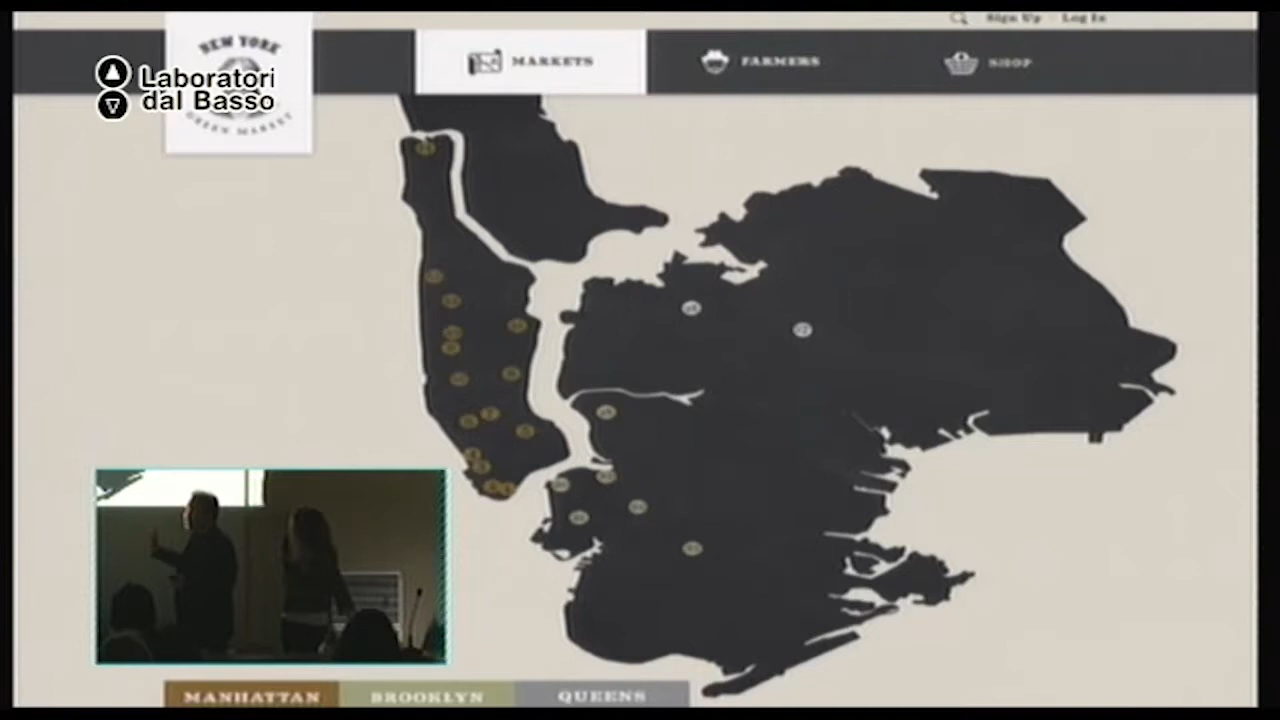 Sign Up Log In
NEW YORK
GREEN MARKET
Laboratori
dal Basso
MARKETS
FARMERS
SHOP
MANHATTAN
BROOKLYN
QUEENS